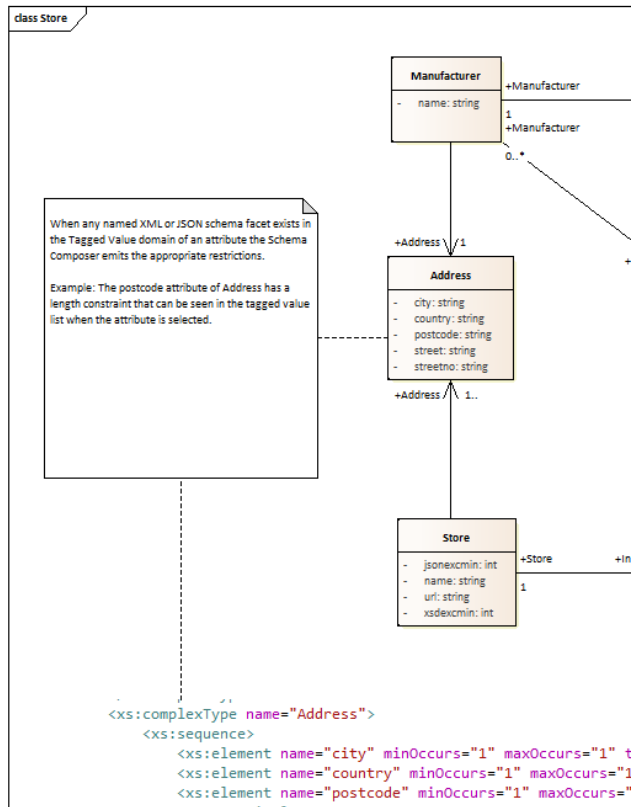 class Store
Manufacturer
- name: string
+Manufacturer
1
+Manufacturer
0..*
When any named XML or JSON schema facet exists in
the Tagged Value domain of an attribute the Schema
Composer emits the appropriate restrictions.
Example: The postcode attribute of Address has a
length constraint that can be seen in the tagged value
list when the attribute is selected.
+Address 1
Address
- city: string
- country: string
- postcode: string
- street: string
- streetno: string
+Address 1..
Store
- jsonexcmin: int
- name: string
- url: string
- xsdexcmin: int
+Store
1
+In
<xs:complexType name="Address">
<xs:sequence>
<xs:element name="city" minOccurs="1" maxOccurs="1" t
<xs:element name="country" minOccurs="1" maxOccurs="1
<xs:element name="postcode" minOccurs="1" maxOccurs="